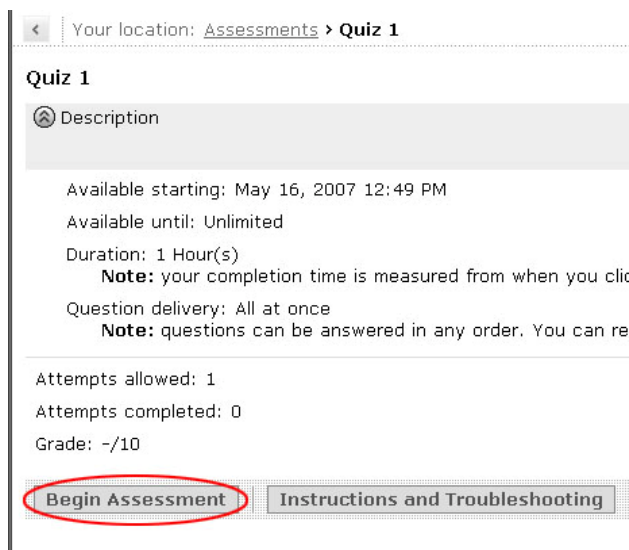 Your location: Assessments > Quiz 1
Quiz 1
Description
Available starting: May 16, 2007 12:49 PM
Available until: Unlimited
Duration: 1 Hour(s)
Note: your completion time is measured from when you
Question delivery: All at once
Note: questions can be answered in any order. You can
Attempts allowed: 1
Attempts completed: 0
Grade: -/10
Begin Assessment Instructions and Troubleshooting